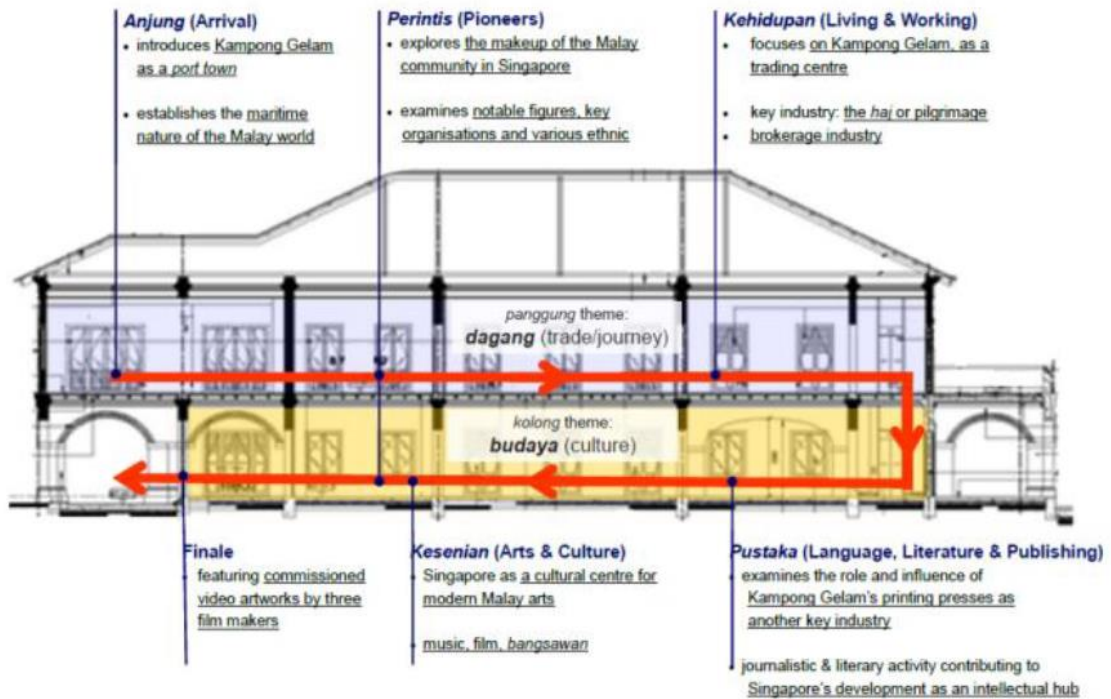 Anjung (Arrival)
• introduces Kampong Gelam
as a port town
• establishes the maritime
nature of the Malay world
Perintis (Pioneers)
• explores the makeup of the Malay
community in Singapore
• examines notable figures, key
organisations and various ethnic
Kehidupan (Living & Working)
• focuses on Kampong Gelam, as a
trading centre
• key industry: the haj or pilgrimage
• brokerage industry
panggung theme:
dagang (trade/journey)
kolong theme:
budaya (culture)
Finale
• featuring commissioned
video artworks by three
film makers
Kesenian (Arts & Culture)
• Singapore as a cultural centre for
modern Malay arts
• music, film, bangsawan
Pustaka (Language, Literature & Publishing)
• examines the role and influence of
Kampong Gelam's printing presses as
another key industry
• journalistic & literary activity contributing to
Singapore's development as an intellectual hub